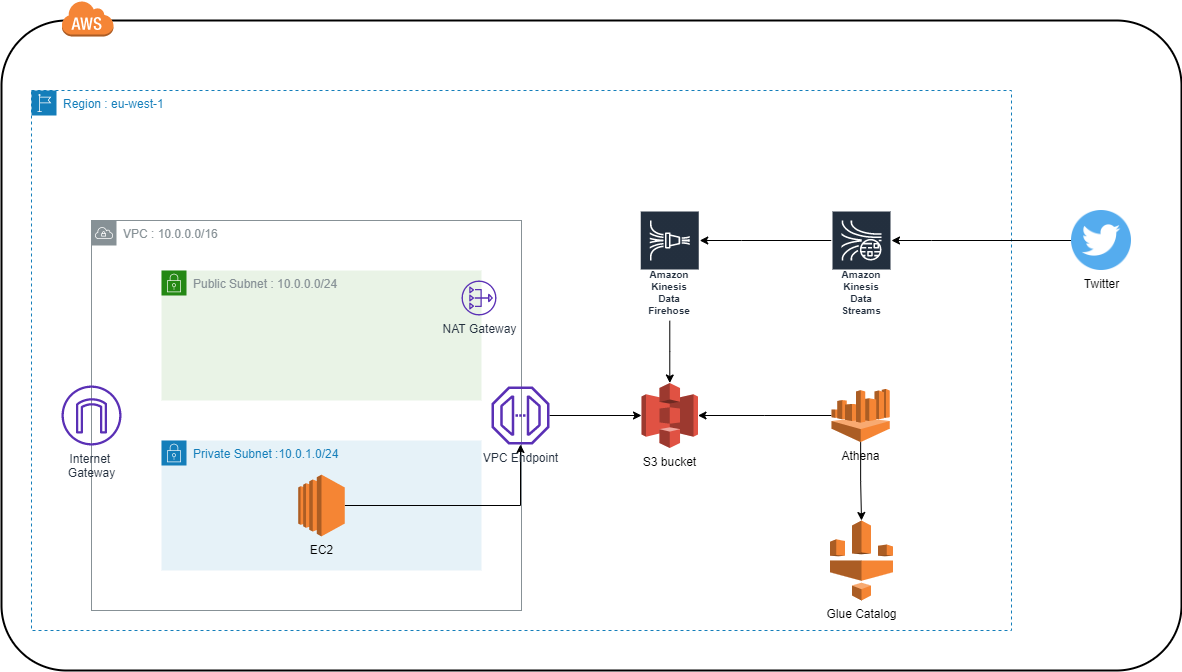 AWS
Region : eu-west-1
VPC : 10.0.0.0/16
Public Subnet : 10.0.0.0/24
NAT Gateway
Amazon
Kinesis
Data
Firehose
Amazon
Kinesis
Data
Streams
Twitter
Internet
Gateway
Private Subnet :10.0.1.0/24
VPC Endpoint
S3 bucket
Athena
EC2
Glue Catalog